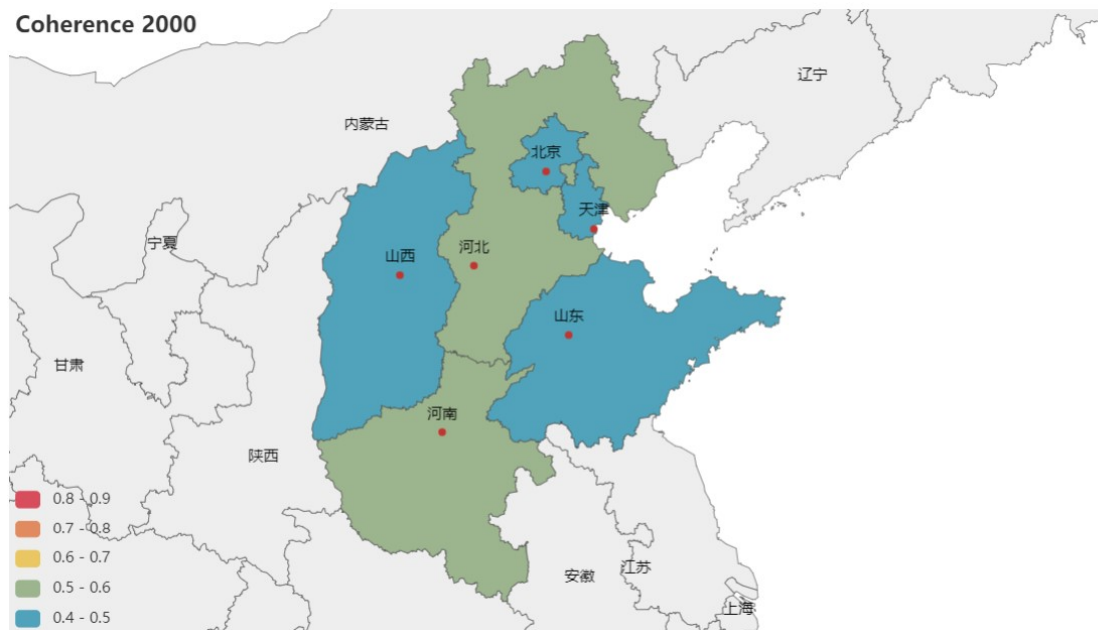 Coherence 2000
辽宁
内蒙古
北京
天津
宁夏
河北
山西
山东
甘肃
河南
陕西
0.8 - 0.9
0.7 - 0.8
0.6 - 0.7
0.5 - 0.6
0.4 - 0.5
安徽
江苏
上海